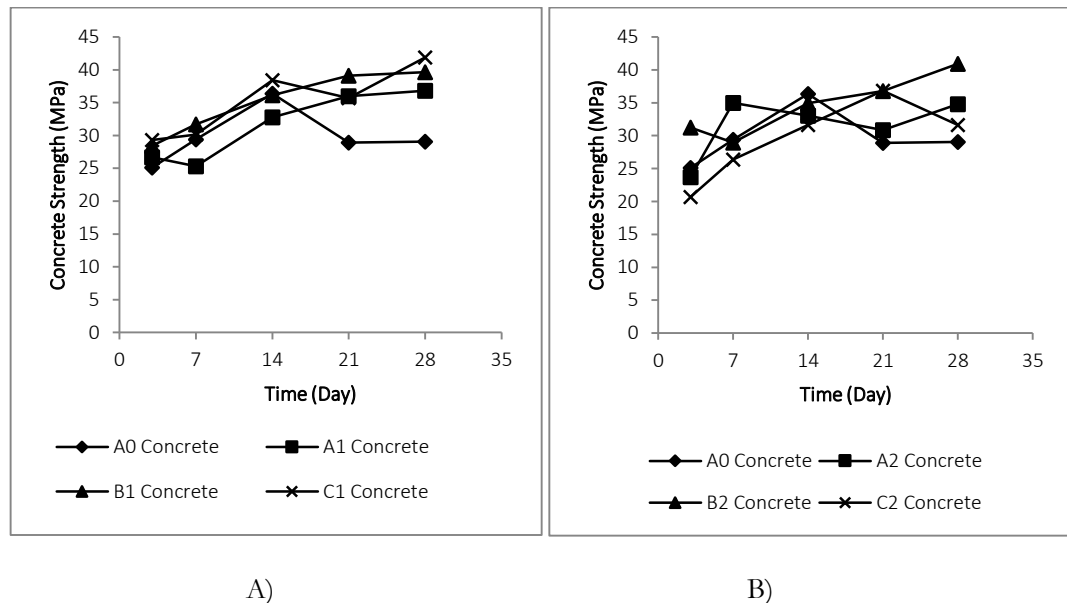 45
40
35
30
25
20
15
10
5
0
Concrete Strength (MPa)
0 7 14 21 28 35
Time (Day)
A0 Concrete A1 Concrete
B1 Concrete C1 Concrete
45
40
35
30
25
20
15
10
5
0
Concrete Strength (MPa)
0 7 14 21 28 35
Time (Day)
A0 Concrete A2 Concrete
B2 Concrete C2 Concrete
A) B)